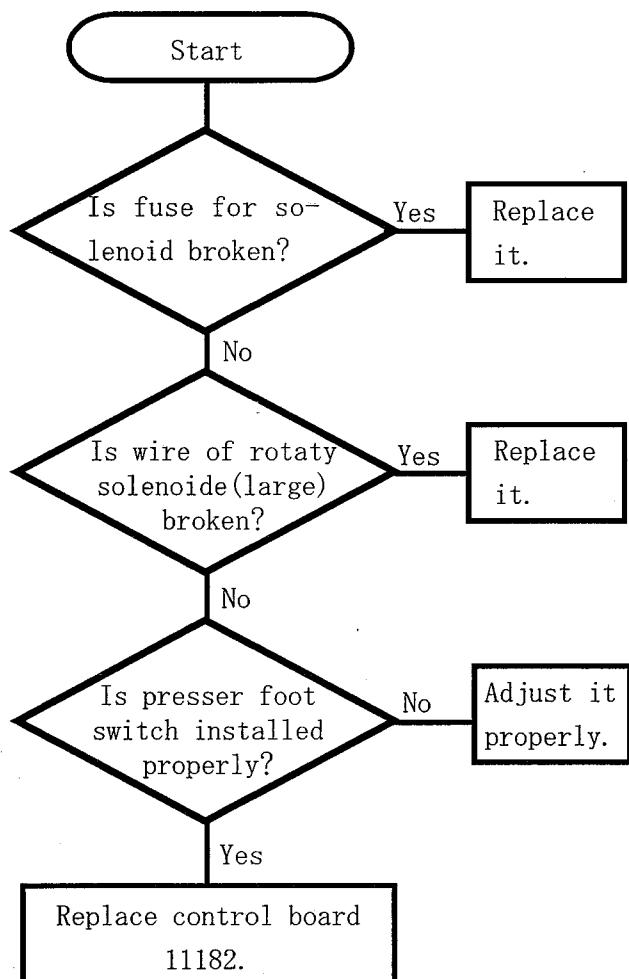 Start
Is fuse for so-
lenoid broken?
Yes
Replace
it.
No
Is wire of rotaty
solenoide(large)
broken?
Yes
Replace
it.
No
Is presser foot
switch installed
properly?
No
Adjust it
properly.
Yes
Replace control board
11182.